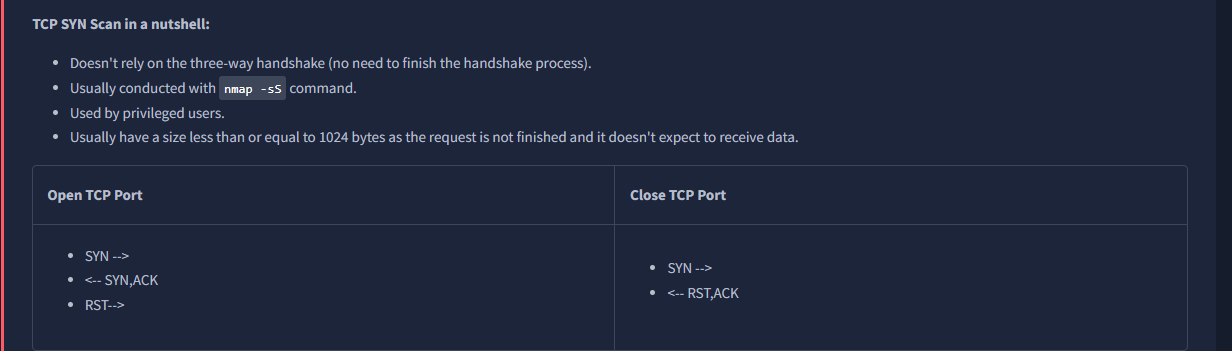 TCP SYN Scan in a nutshell:
Doesn't rely on the three-way handshake (no need to finish the handshake process).
Usually conducted with nmap -sS command.
Used by privileged users.
Usually have a size less than or equal to 1024 bytes as the request is not finished and it doesn't expect to receive data.
Open TCP Port
Close TCP Port
SYN -->
<-- SYN,ACK
RST-->
SYN -->
<-- RST,ACK